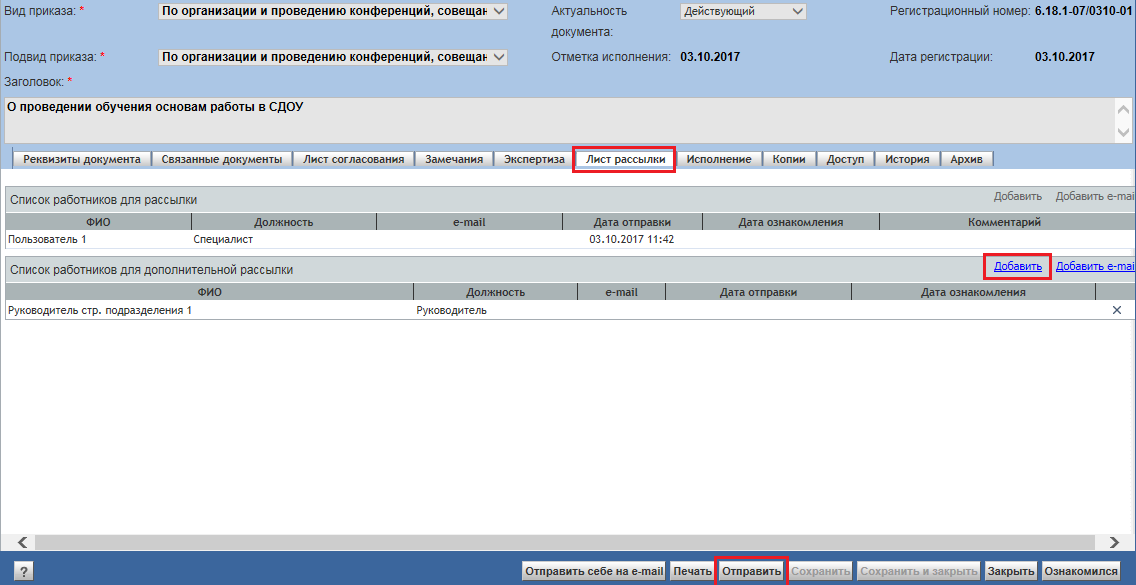 Вид приказа: * По организации и проведению конференций, совещан Актуальность документа: Действующий Регистрационный номер: 6.18.1-07/0310-01
Подвид приказа: * По организации и проведению конференций, совещан Отметка исполнения: 03.10.2017 Дата регистрации: 03.10.2017
Заголовок: *
О проведении обучения основам работы в СДОУ
Реквизиты документа Связанные документы Лист согласования Замечания Экспертиза Лист рассылки Исполнение Копии Доступ История Архив
Список работников для рассылки Добавить Добавить e-mai
ФИО Должность e-mail Дата отправки Дата ознакомления Комментарий
Пользователь 1 Специалист 03.10.2017 11:42
Список работников для дополнительной рассылки Добавить Добавить e-mai
ФИО Должность e-mail Дата отправки Дата ознакомления
Руководитель стр. подразделения 1 Руководитель
? Отправить себе на e-mail Печать Отправить Сохранить Сохранить и закрыть Закрыть Ознакомился